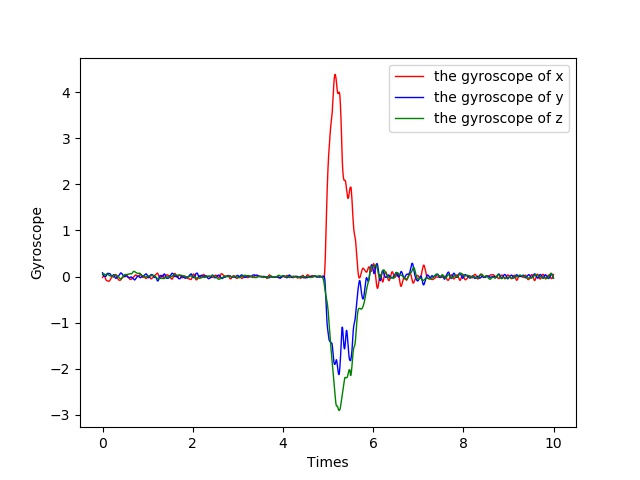 the gyroscope of x
the gyroscope of y
the gyroscope of z
4
3
2
1
0
−1
−2
−3
Gyroscope
0 2 4 6 8 10
Times